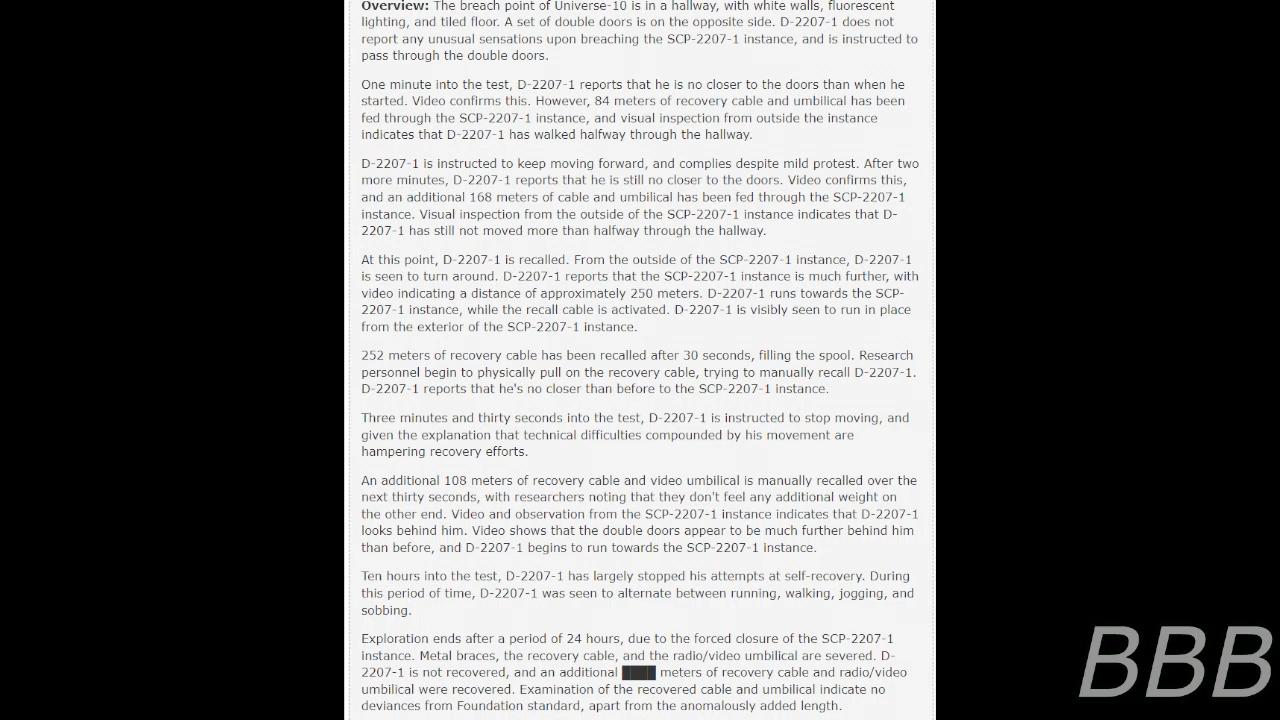 Overview: The breach point of Universe-10 is in a hallway, with white walls, fluorescent
lighting, and tiled floor. A set of double doors is on the opposite side. D-2207-1 does not
report any unusual sensations upon breaching the SCP-2207-1 instance, and is instructed to
pass through the double doors.
One minute into the test, D-2207-1 reports that he is no closer to the doors than when he
started. Video confirms this. However, 84 meters of recovery cable and umbilical has been
fed through the SCP-2207-1 instance, and visual inspection from outside the instance
indicates that D-2207-1 has walked halfway through the hallway.
D-2207-1 is instructed to keep moving forward, and complies despite mild protest. After two
more minutes, D-2207-1 reports that he is still no closer to the doors. Video confirms this,
and an additional 168 meters of cable and umbilical has been fed through the SCP-2207-1
instance. Visual inspection from the outside of the SCP-2207-1 instance indicates that D-
2207-1 has still not moved more than halfway through the hallway.
At this point, D-2207-1 is recalled. From the outside of the SCP-2207-1 instance, D-2207-1
is seen to turn around. D-2207-1 reports that the SCP-2207-1 instance is much further, with
video indicating a distance of approximately 250 meters. D-2207-1 runs towards the SCP-
2207-1 instance, while the recall cable is activated. D-2207-1 is visibly seen to run in place
from the exterior of the SCP-2207-1 instance.
252 meters of recovery cable has been recalled after 30 seconds, filling the spool. Research
personnel begin to physically pull on the recovery cable, trying to manually recall D-2207-1.
D-2207-1 reports that he's no closer than before to the SCP-2207-1 instance.
Three minutes and thirty seconds into the test, D-2207-1 is instructed to stop moving, and
given the explanation that technical difficulties compounded by his movement are
hampering recovery efforts.
An additional 108 meters of recovery cable and video umbilical is manually recalled over the
next thirty seconds, with researchers noting that they don't feel any additional weight on
the other end. Video and observation from the SCP-2207-1 instance indicates that D-2207-1
looks behind him. Video shows that the double doors appear to be much further behind him
than before, and D-2207-1 begins to run towards the SCP-2207-1 instance.
Ten hours into the test, D-2207-1 has largely stopped his attempts at self-recovery. During
this period of time, D-2207-1 was seen to alternate between running, walking, jogging, and
sobbing.
Exploration ends after a period of 24 hours, due to the forced closure of the SCP-2207-1
instance. Metal braces, the recovery cable, and the radio/video umbilical are severed. D-
2207-1 is not recovered, and an additional ████ meters of recovery cable and radio/video
umbilical were recovered. Examination of the recovered cable and umbilical indicate no
deviances from Foundation standard, apart from the anomalously added length.
BBB